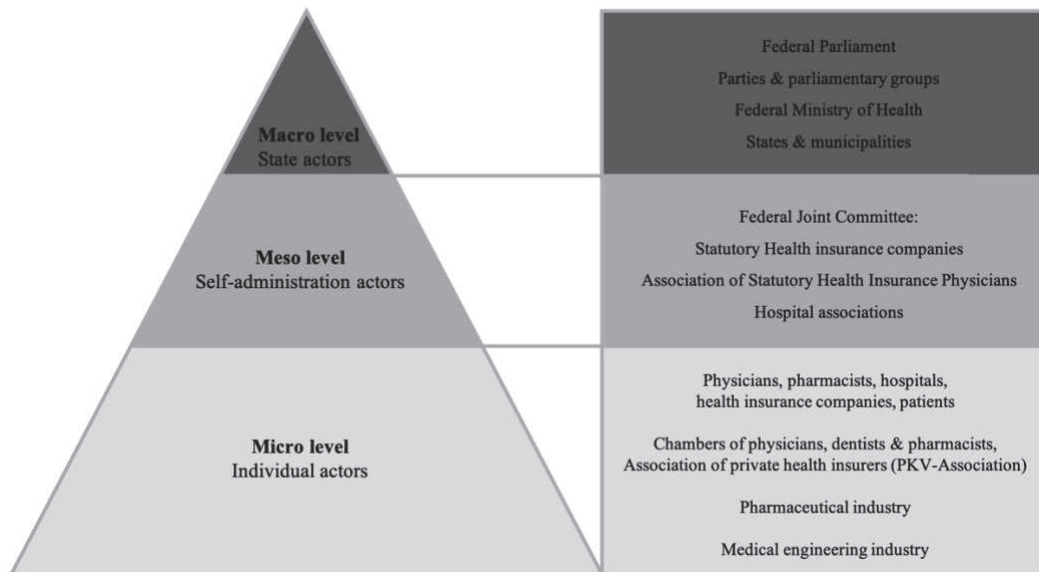 Macro level
State actors
Federal Parliament
Parties & parliamentary groups
Federal Ministry of Health
States & municipalities
Meso level
Self-administration actors
Federal Joint Committee:
Statutory Health insurance companies
Association of Statutory Health Insurance Physicians
Hospital associations
Micro level
Individual actors
Physicians, pharmacists, hospitals,
health insurance companies, patients
Chambers of physicians, dentists & pharmacists,
Association of private health insurers (PKV-Association)
Pharmaceutical industry
Medical engineering industry